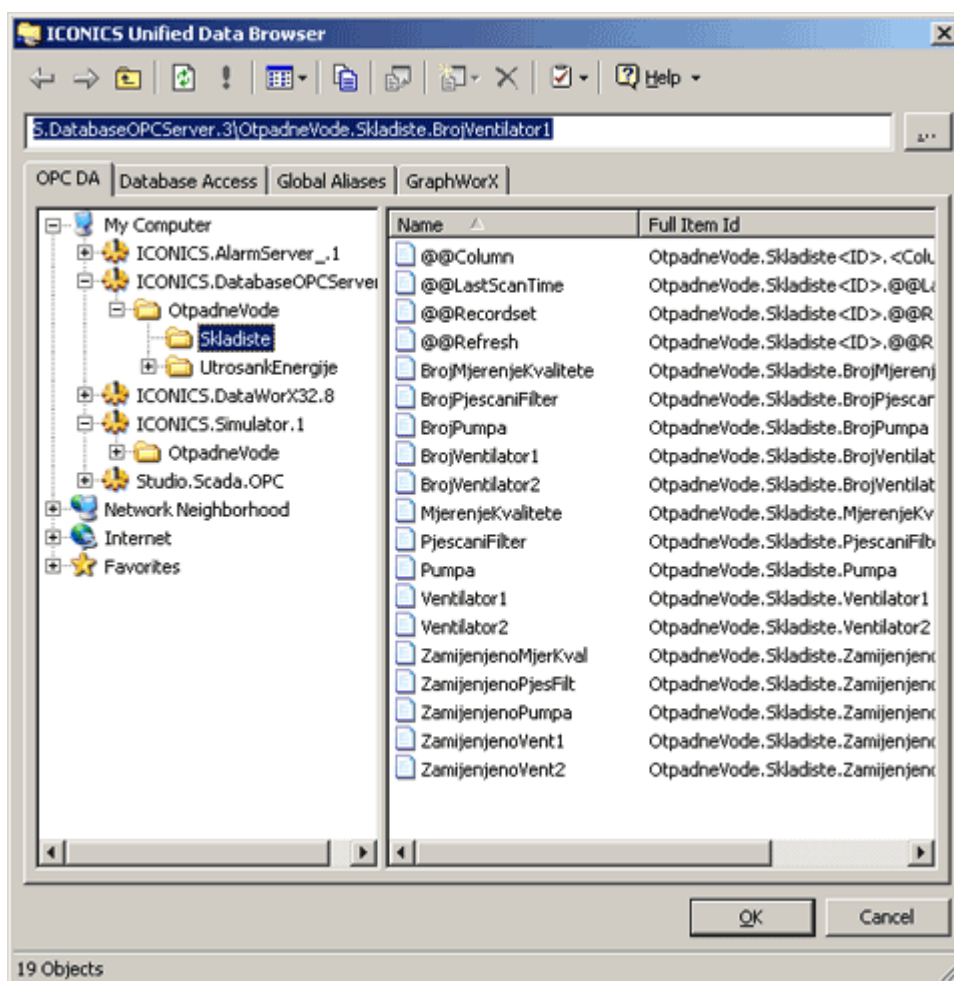 ICONICS Unified Data Browser
Help
S.DatabaseOPCServer.3\OtpadneVode.Skladiste.BrojVentilator1
...
OPC DA Database Access Global Aliases GraphWorX
My Computer
ICONICS.AlarmServer_.1
ICONICS.DatabaseOPCServer
OtpadneVode
Skladiste
UtrosankEnergije
ICONICS.DataWorX32.8
ICONICS.Simulator.1
OtpadneVode
Studio.Scada.OPC
Network Neighborhood
Internet
Favorites
Name Full Item Id
@@Column OtpadneVode.Skladiste<ID>.<Colu
@@LastScanTime OtpadneVode.Skladiste<ID>.@@La
@@Recordset OtpadneVode.Skladiste<ID>.@@R
@@Refresh OtpadneVode.Skladiste<ID>.@@R
BrojMjerenjeKvalitete OtpadneVode.Skladiste.BrojMjerenj
BrojPjescaniFilter OtpadneVode.Skladiste.BrojPjescan
BrojPumpa OtpadneVode.Skladiste.BrojPumpa
BrojVentilator1 OtpadneVode.Skladiste.BrojVentilat
BrojVentilator2 OtpadneVode.Skladiste.BrojVentilat
MjerenjeKvalitete OtpadneVode.Skladiste.MjerenjeKv
PjescaniFilter OtpadneVode.Skladiste.PjescaniFilt
Pumpa OtpadneVode.Skladiste.Pumpa
Ventilator1 OtpadneVode.Skladiste.Ventilator1
Ventilator2 OtpadneVode.Skladiste.Ventilator2
ZamijenjenoMjerKval OtpadneVode.Skladiste.Zamijenjeno
ZamijenjenoPjesFilt OtpadneVode.Skladiste.Zamijenjeno
ZamijenjenoPumpa OtpadneVode.Skladiste.Zamijenjeno
ZamijenjenoVent1 OtpadneVode.Skladiste.Zamijenjeno
ZamijenjenoVent2 OtpadneVode.Skladiste.Zamijenjeno
OK Cancel
19 Objects